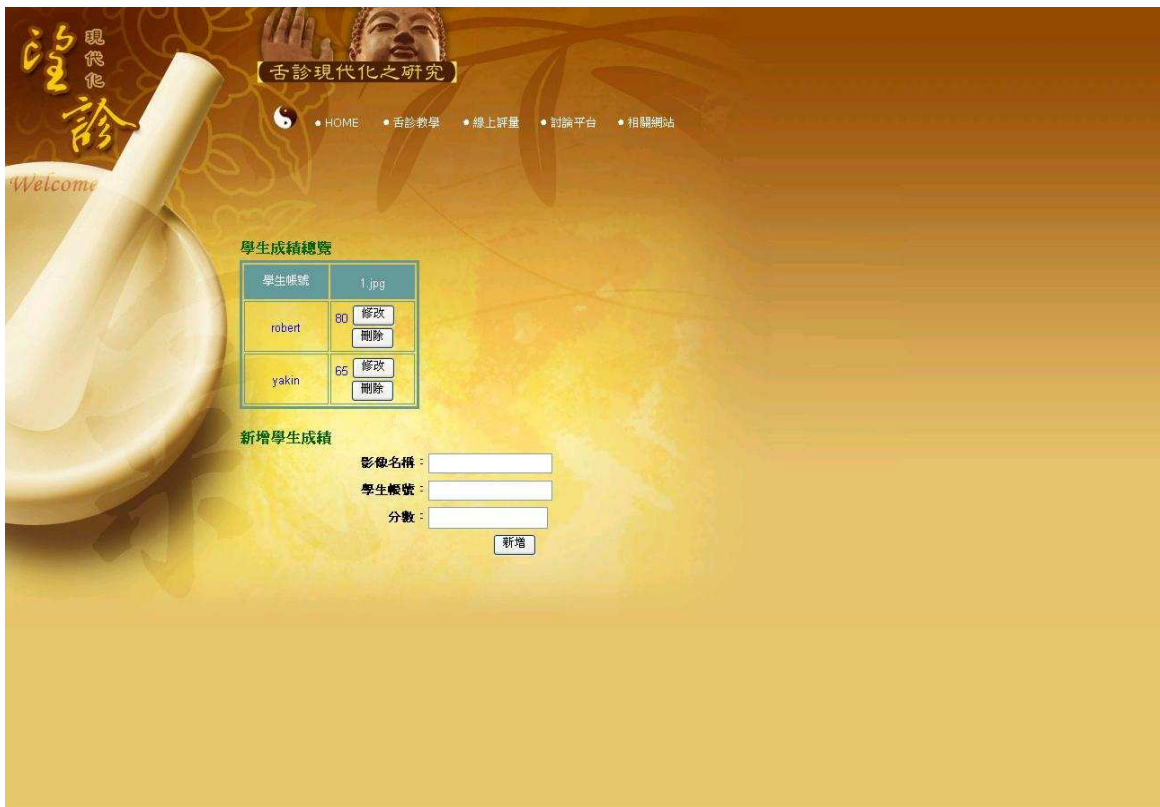 現代化
望診
Welcome
舌診現代化之研究
HOME 舌診教學 線上評量 討論平台 相關網站
學生成績總覽
學生帳號 1.jpg
robert 80 修改
刪除
yakin 65 修改
刪除
新增學生成績
影像名稱：
學生帳號：
分數：
新增